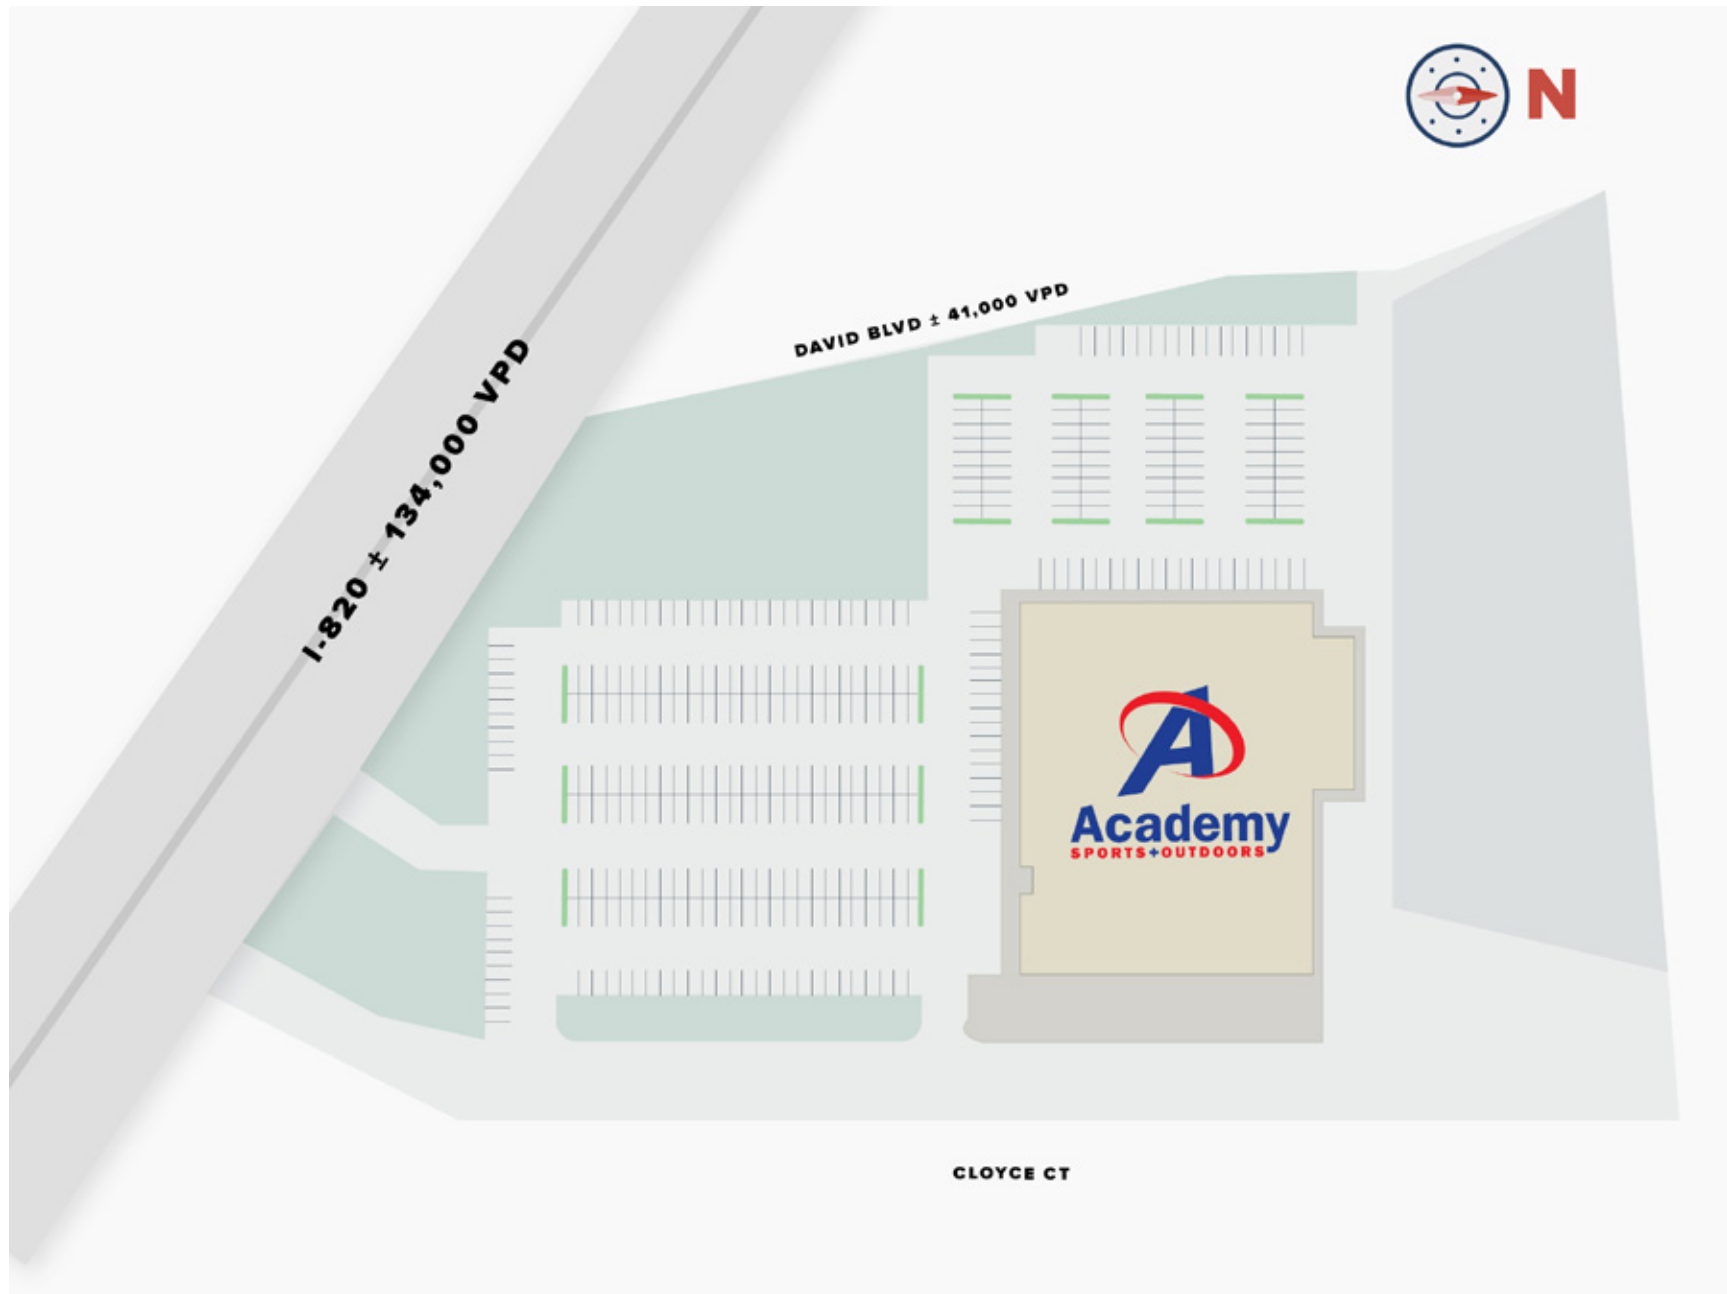 N
DAVID BLVD ± 41,000 VPD
I-820 ± 134,000 VPD
A
Academy
SPORTS+OUTDOORS
CLOYCE CT